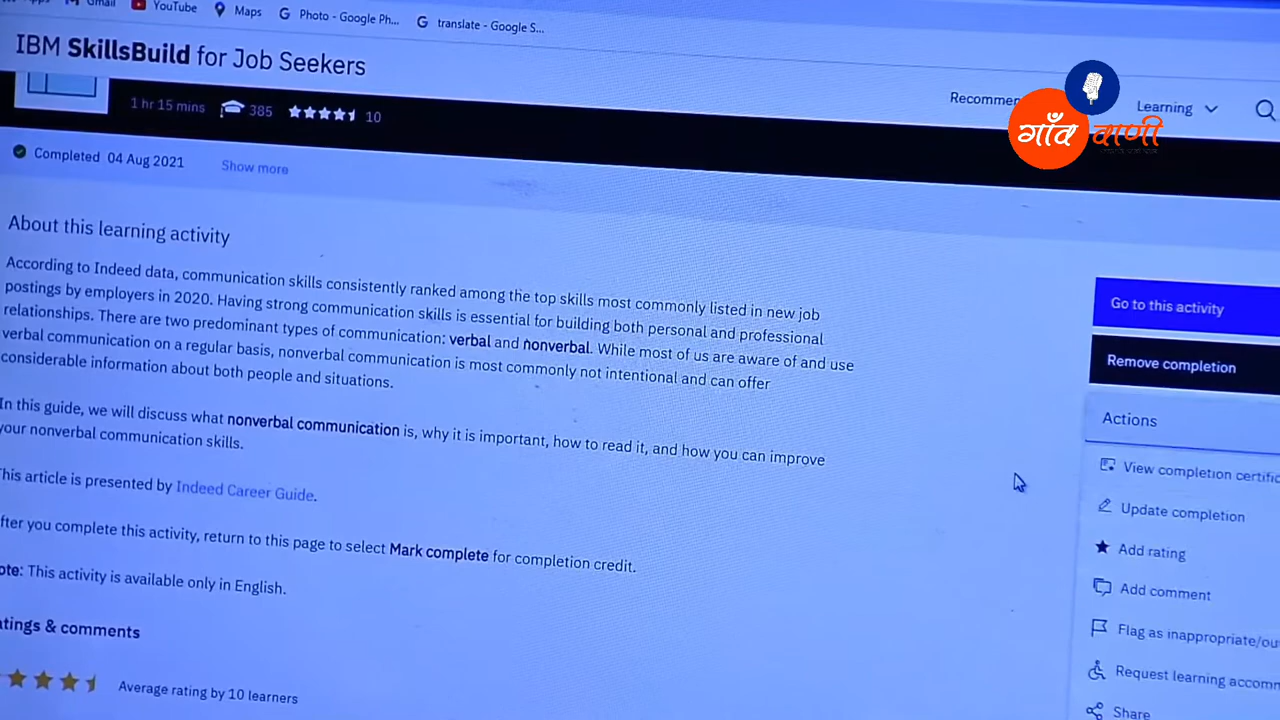 Gmail
YouTube
Maps
Photo - Google Ph...
translate - Google S...
IBM SkillsBuild for Job Seekers
Learning
गाँव वाणी
1 hr 15 mins 385 10
Completed 04 Aug 2021 Show more
About this learning activity
According to Indeed data, communication skills consistently ranked among the top skills most commonly listed in new job
postings by employers in 2020. Having strong communication skills is essential for building both personal and professional
relationships. There are two predominant types of communication: verbal and nonverbal. While most of us are aware of and use
verbal communication on a regular basis, nonverbal communication is most commonly not intentional and can offer
considerable information about both people and situations.
In this guide, we will discuss what nonverbal communication is, why it is important, how to read it, and how you can improve
your nonverbal communication skills.
This article is presented by Indeed Career Guide.
fter you complete this activity, return to this page to select Mark complete for completion credit.
ote: This activity is available only in English.
atings & comments
Average rating by 10 learners
Go to this activity
Remove completion
Actions
View completion certific
Update completion
Add rating
Add comment
Flag as inappropriate/ou
Request learning accomm
Share